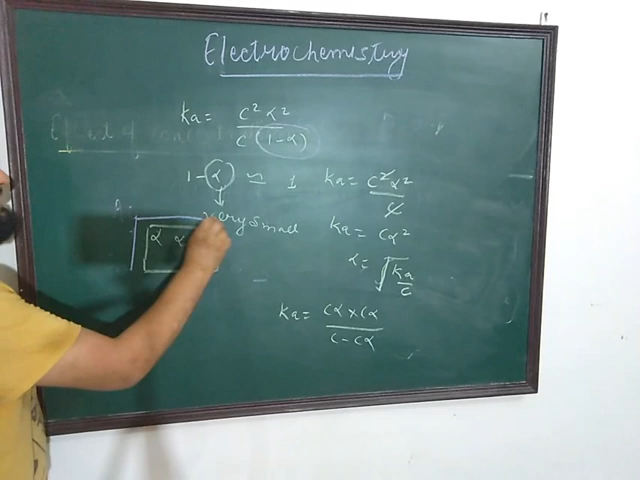 Electrochemistry
Ka = C²α² / C (1-α)
1-α ≃ 1
very small
Ka = C²α² / C
Ka = Cα²
α = √Ka/C
α α
Ka = Cα×Cα / C-Cα